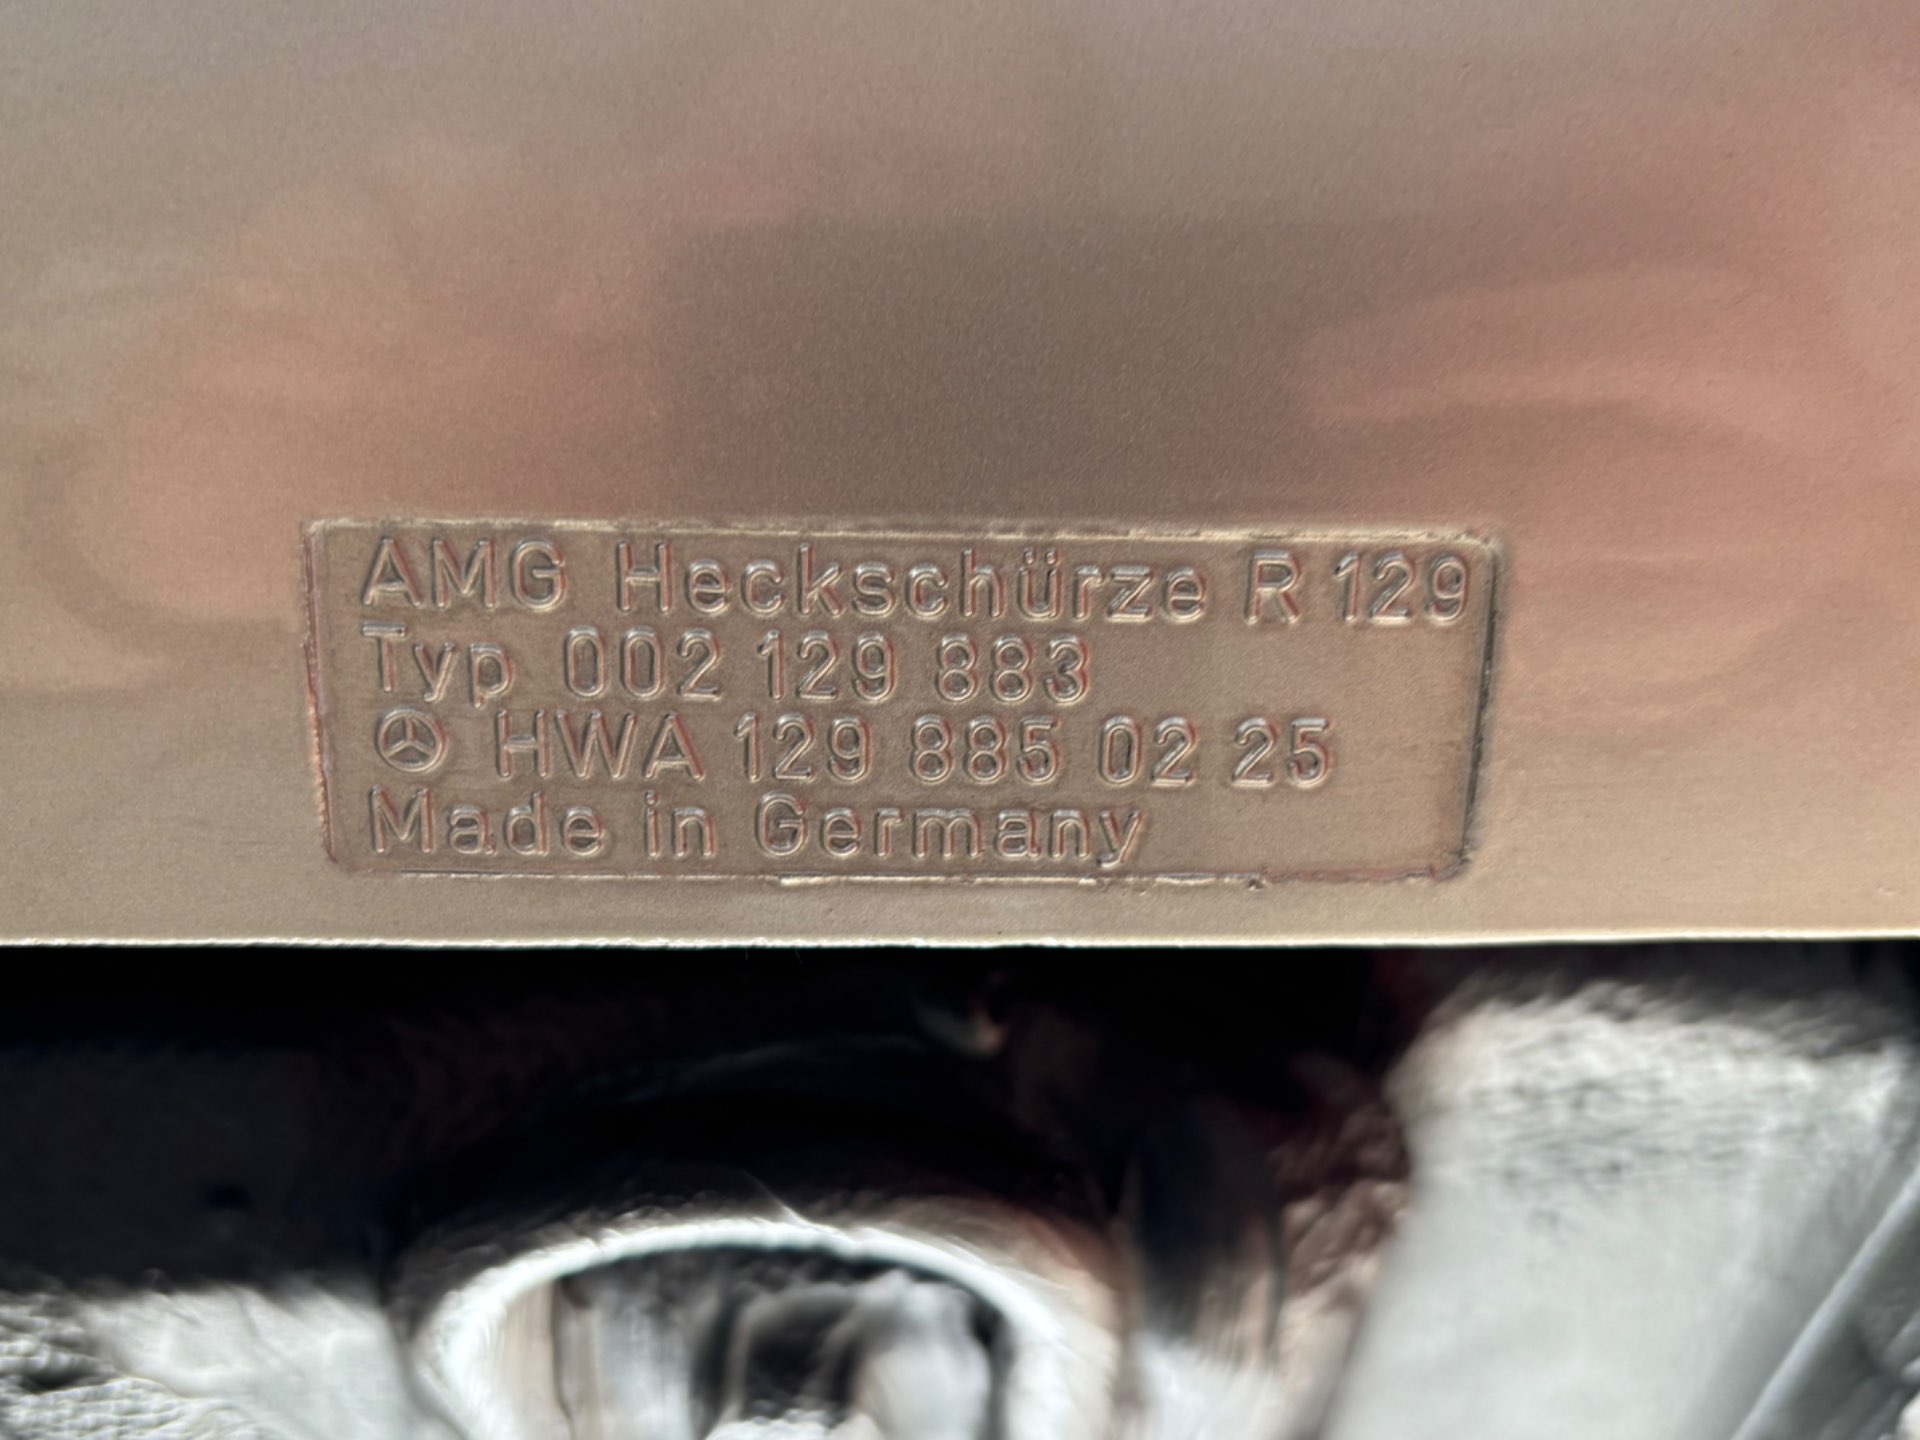 AMG Heckschürze R 129
Typ 002 129 883
HWA 129 885 02 25
Made in Germany